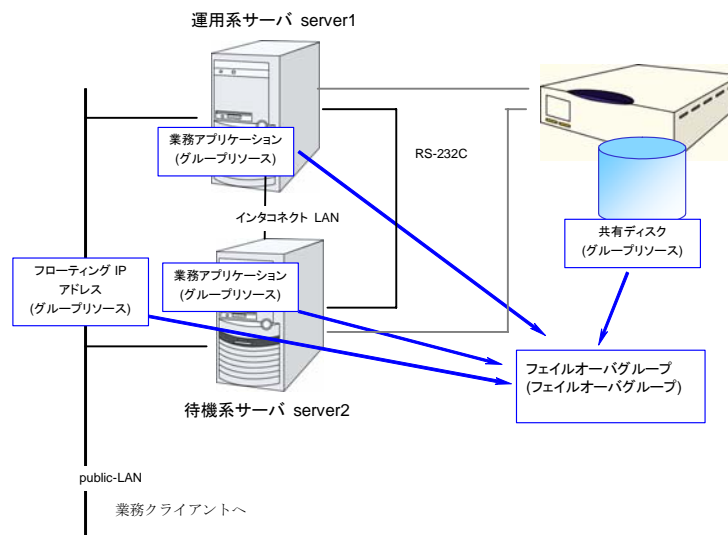 運用系サーバ server1
業務アプリケーション
(グループリソース)
RS-232C
インタコネクト LAN
共有ディスク
(グループリソース)
フローティング IP
アドレス
(グループリソース)
業務アプリケーション
(グループリソース)
フェイルオーバグループ
(フェイルオーバグループ)
待機系サーバ server2
public-LAN
業務クライアントへ